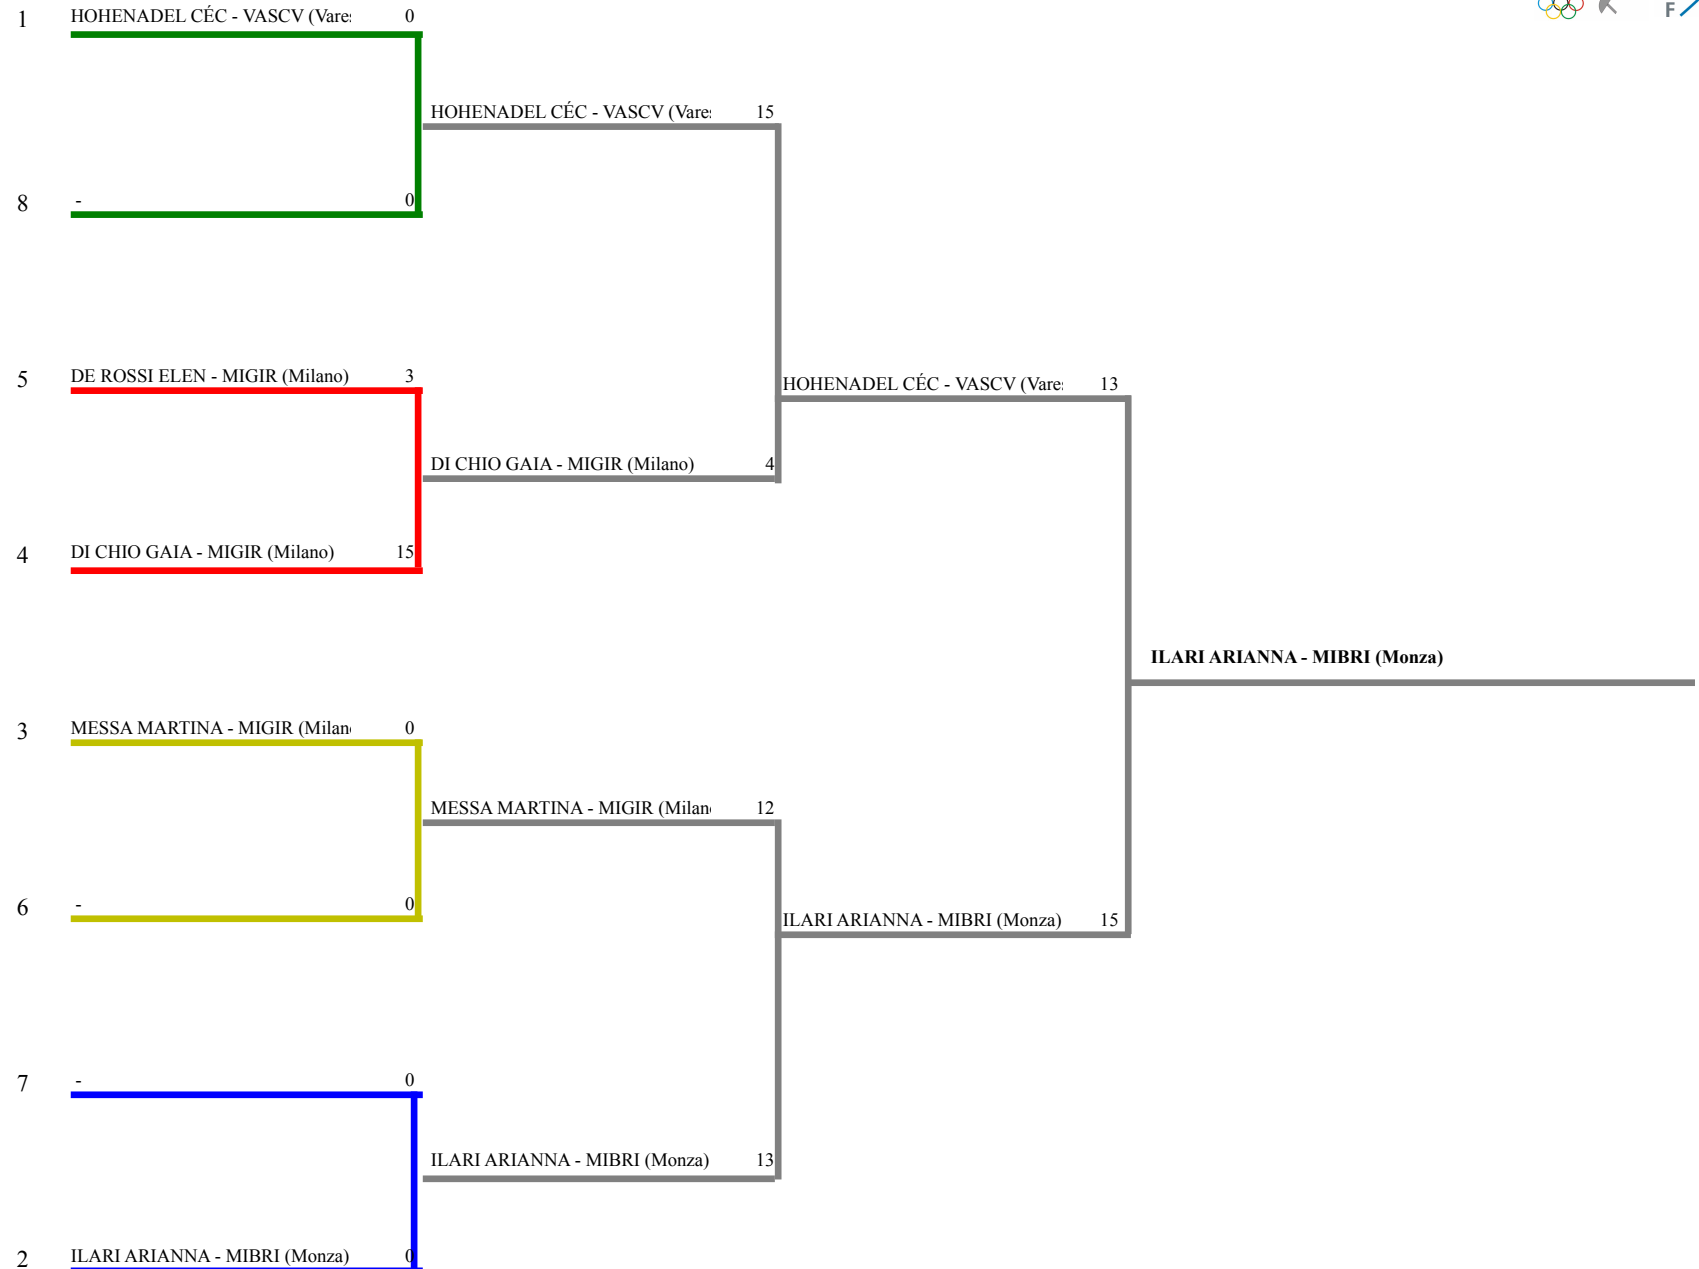 1 HOHENADEL CÉC - VASCV (Vare 0
HOHENADEL CÉC - VASCV (Vare 15
8 - 0
5 DE ROSSI ELEN - MIGIR (Milano) 3
HOHENADEL CÉC - VASCV (Vare 13
DI CHIO GAIA - MIGIR (Milano) 4
4 DI CHIO GAIA - MIGIR (Milano) 15
ILARI ARIANNA - MIBRI (Monza)
3 MESSA MARTINA - MIGIR (Milan 0
MESSA MARTINA - MIGIR (Milan 12
6 - 0
ILARI ARIANNA - MIBRI (Monza) 15
7 - 0
ILARI ARIANNA - MIBRI (Monza) 13
2 ILARI ARIANNA - MIBRI (Monza) 0
F